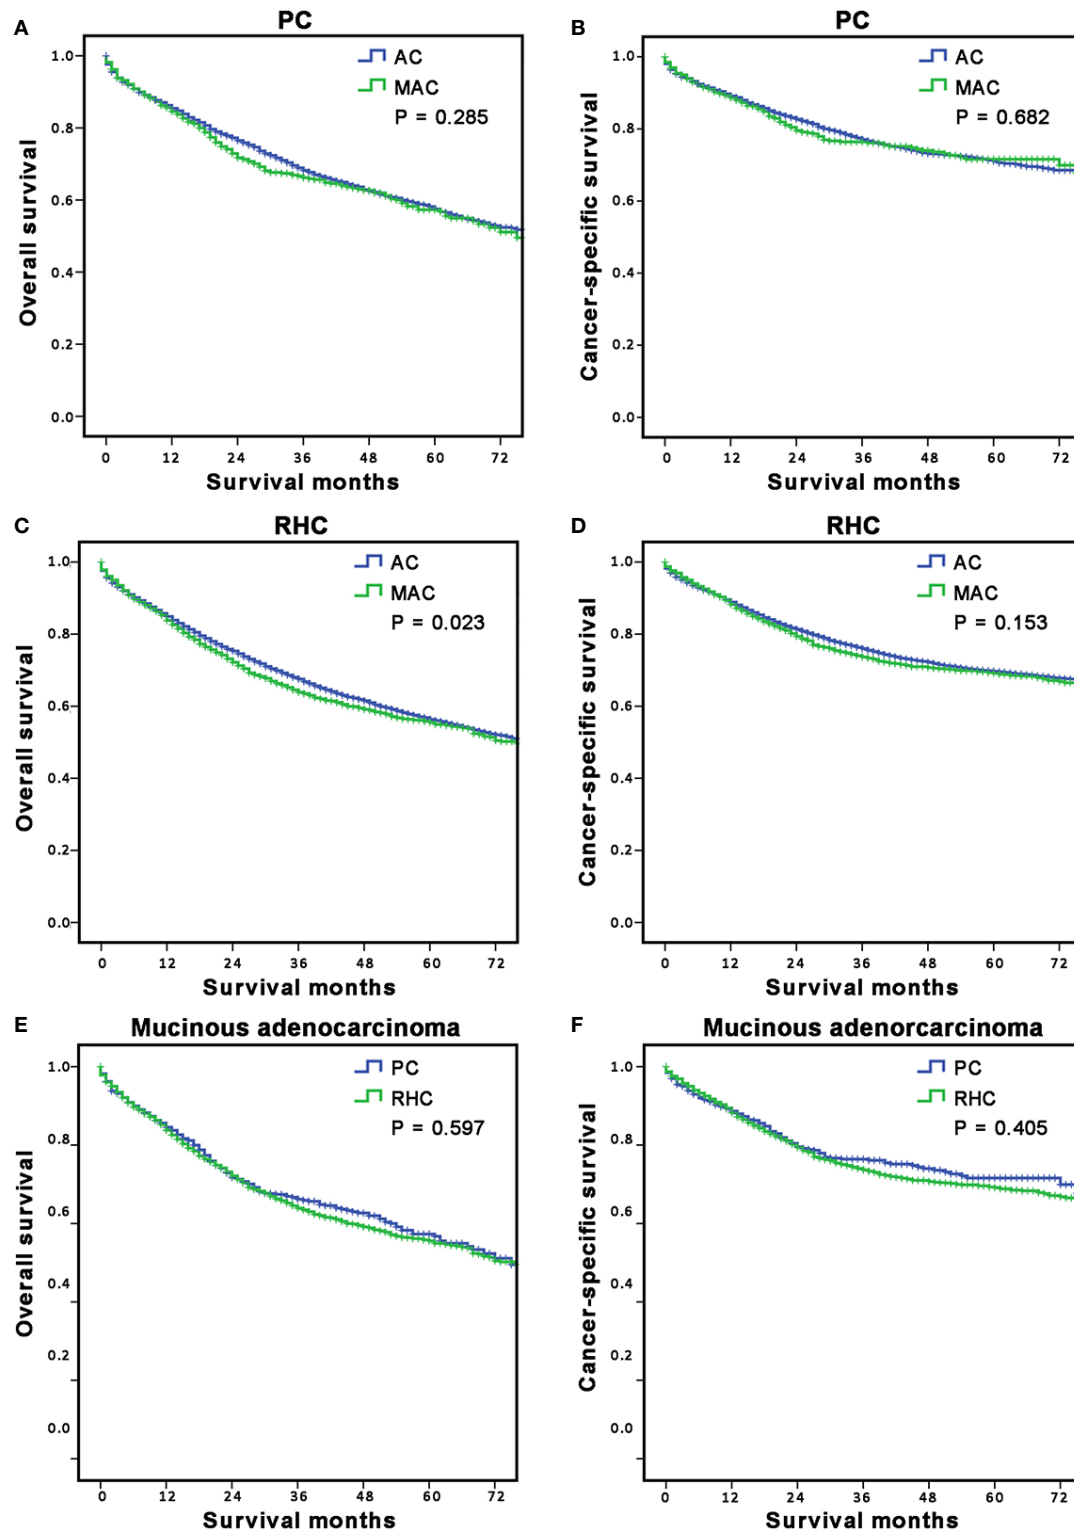 A
PC
1.0
0.8
0.6
0.4
0.2
0.0
Overall survival
AC
MAC
P = 0.285
0 12 24 36 48 60 72
Survival months
B
PC
1.0
0.8
0.6
0.4
0.2
0.0
Cancer-specific survival
AC
MAC
P = 0.682
0 12 24 36 48 60 72
Survival months
C
RHC
1.0
0.8
0.6
0.4
0.2
0.0
Overall survival
AC
MAC
P = 0.023
0 12 24 36 48 60 72
Survival months
D
RHC
1.0
0.8
0.6
0.4
0.2
0.0
Cancer-specific survival
AC
MAC
P = 0.153
0 12 24 36 48 60 72
Survival months
E
Mucinous adenocarcinoma
1.0
0.8
0.6
0.4
0.2
0.0
Overall survival
PC
RHC
P = 0.597
0 12 24 36 48 60 72
Survival months
F
Mucinous adenorcarcinoma
1.0
0.8
0.6
0.4
0.2
0.0
Cancer-specific survival
PC
RHC
P = 0.405
0 12 24 36 48 60 72
Survival months